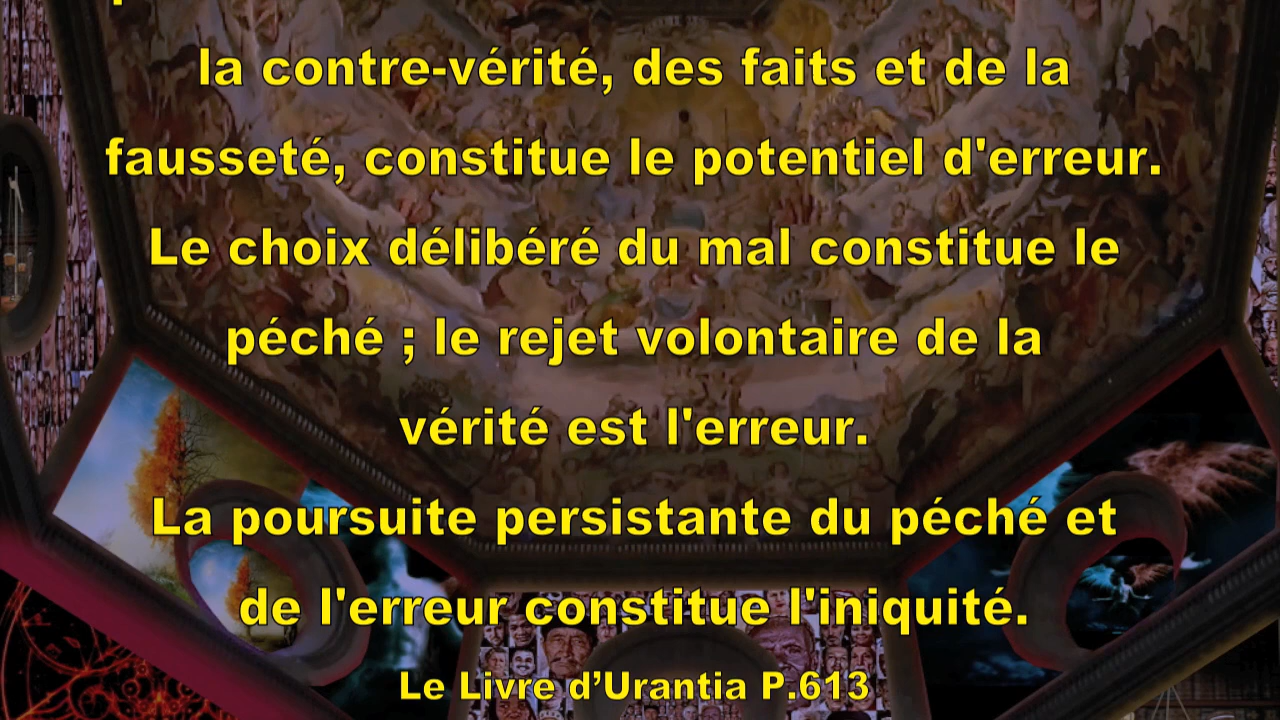 la contre-vérité, des faits et de la
fausseté, constitue le potentiel d'erreur.
Le choix délibéré du mal constitue le
péché ; le rejet volontaire de la
vérité est l'erreur.
La poursuite persistante du péché et
de l'erreur constitue l'iniquité.
Le Livre d’Urantia P.613